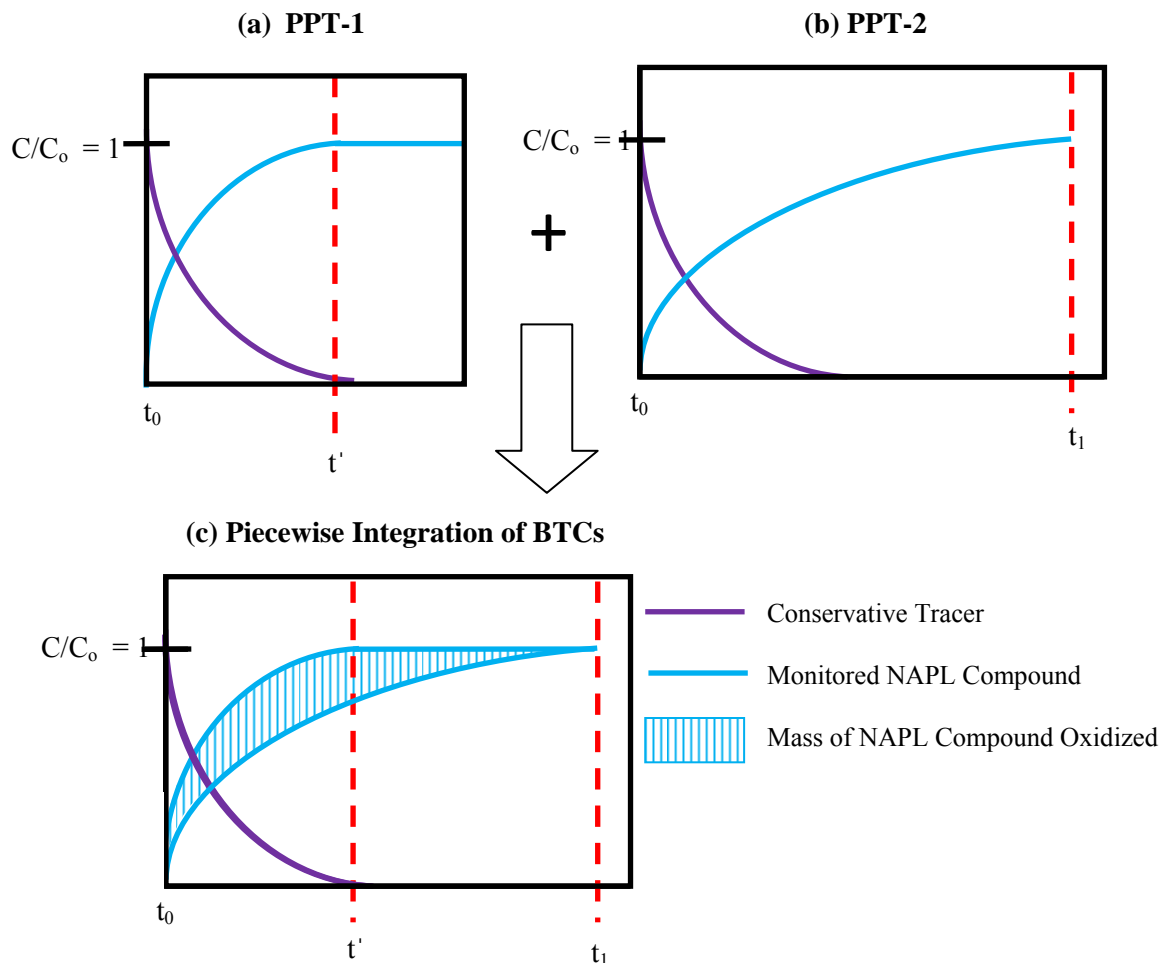 (a) PPT-1
(b) PPT-2
C/Co = 1
C/Co = 1
+
t0
t'
t0
t1
(c) Piecewise Integration of BTCs
C/Co = 1
Conservative Tracer
Monitored NAPL Compound
Mass of NAPL Compound Oxidized
t0
t'
t1